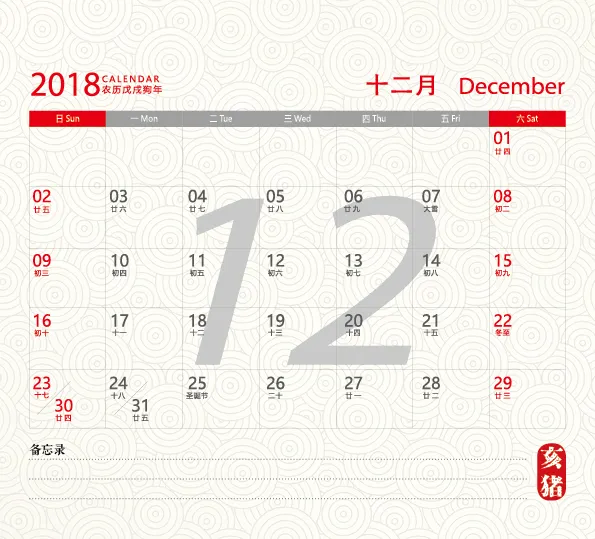 2018 CALENDAR
农历戊戌狗年
十二月 December
日 Sun 一 Mon 二 Tue 三 Wed 四 Thu 五 Fri 六 Sat
01
廿四
02 03 04 05 06 07 08
廿五 廿六 廿七 廿八 廿九 大雪 初二
09 10 11 12 13 14 15
初三 初四 初五 初六 初七 初八 初九
16 17 18 19 20 21 22
初十 十一 十二 十三 十四 十五 冬至
23 24 25 26 27 28 29
十七 十八 圣诞节 二十 廿一 廿二 廿三
30 31
廿四 廿五
12
备忘录
亥猪